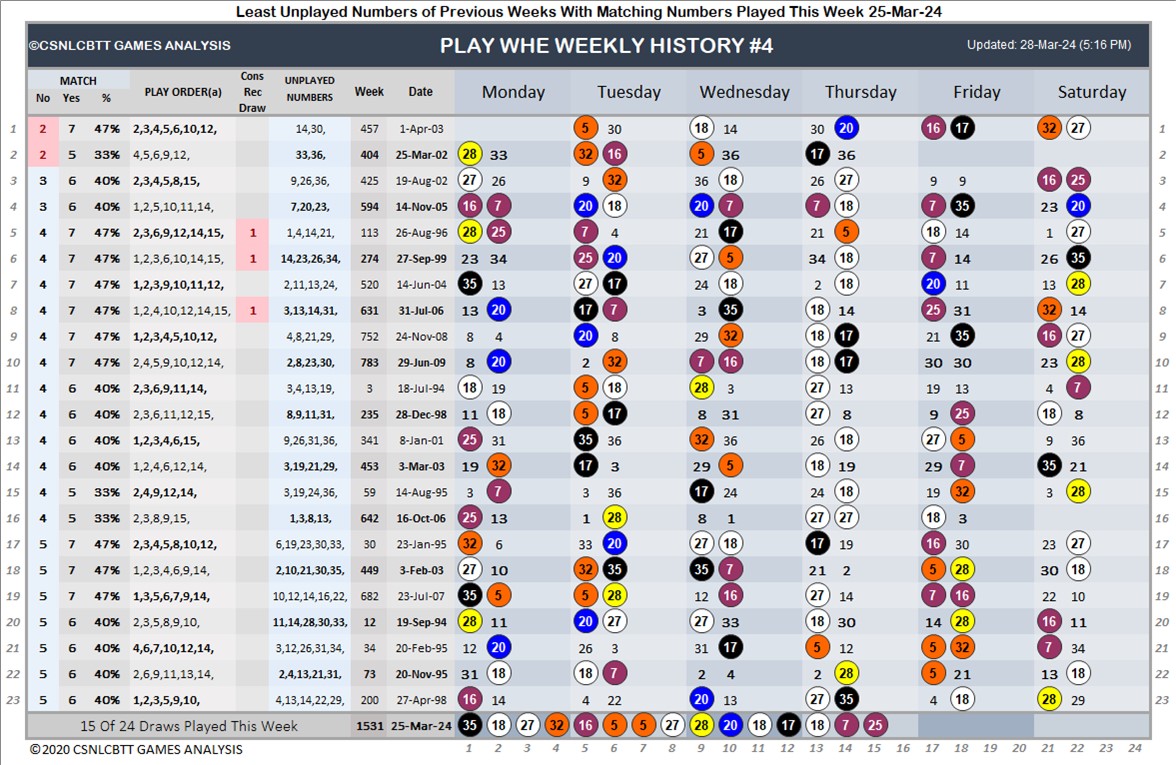 Least Unplayed Numbers of Previous Weeks With Matching Numbers Played This Week 25-Mar-24
©CSNLCBTT GAMES ANALYSIS PLAY WHE WEEKLY HISTORY #4 Updated: 28-Mar-24 (5:16 PM)
MATCH No Yes % PLAY ORDER(a) Cons Rec Draw UNPLAYED NUMBERS Week Date Monday Tuesday Wednesday Thursday Friday Saturday
1 2 7 47% 2,3,4,5,6,10,12, 14,30, 457 1-Apr-03 5 30 18 14 30 20 16 17 32 27 1
2 2 5 33% 4,5,6,9,12, 33,36, 404 25-Mar-02 28 33 32 16 5 36 17 36 2
3 3 6 40% 2,3,4,5,8,15, 9,26,36, 425 19-Aug-02 27 26 9 32 36 18 26 27 9 9 16 25 3
4 3 6 40% 1,2,5,10,11,14, 7,20,23, 594 14-Nov-05 16 7 20 18 20 7 7 18 7 35 23 20 4
5 4 7 47% 2,3,6,9,12,14,15, 1 1,4,14,21, 113 26-Aug-96 28 25 7 4 21 17 21 5 18 14 1 27 5
6 4 7 47% 1,2,3,6,10,14,15, 1 14,23,26,34, 274 27-Sep-99 23 34 25 20 27 5 34 18 7 14 26 35 6
7 4 7 47% 1,2,3,9,10,11,12, 2,11,13,24, 520 14-Jun-04 35 13 27 17 24 18 2 18 20 11 13 28 7
8 4 7 47% 1,2,4,10,12,14,15, 1 3,13,14,31, 631 31-Jul-06 13 20 17 7 3 35 18 14 25 31 32 14 8
9 4 7 47% 1,2,3,4,5,10,12, 4,8,21,29, 752 24-Nov-08 8 4 20 8 29 32 18 17 21 35 16 27 9
10 4 7 47% 2,4,5,9,10,12,14, 2,8,23,30, 783 29-Jun-09 8 20 2 32 7 16 18 17 30 30 23 28 10
11 4 6 40% 2,3,6,9,11,14, 3,4,13,19, 3 18-Jul-94 18 19 5 18 28 3 27 13 19 13 4 7 11
12 4 6 40% 2,3,6,11,12,15, 8,9,11,31, 235 28-Dec-98 11 18 5 17 8 31 27 8 9 25 18 8 12
13 4 6 40% 1,2,3,4,6,15, 9,26,31,36, 341 8-Jan-01 25 31 35 36 32 36 26 18 27 5 9 36 13
14 4 6 40% 1,2,4,6,12,14, 3,19,21,29, 453 3-Mar-03 19 32 17 3 29 5 18 19 29 7 35 21 14
15 4 5 33% 2,4,9,12,14, 3,19,24,36, 59 14-Aug-95 3 7 3 36 17 24 24 18 19 32 3 28 15
16 4 5 33% 2,3,8,9,15, 1,3,8,13, 642 16-Oct-06 25 13 1 28 8 1 27 27 18 3 16
17 5 7 47% 2,3,4,5,8,10,12, 6,19,23,30,33, 30 23-Jan-95 32 6 33 20 27 18 17 19 16 30 23 27 17
18 5 7 47% 1,2,3,4,6,9,14, 2,10,21,30,35, 449 3-Feb-03 27 10 32 35 35 7 21 2 5 28 30 18 18
19 5 7 47% 1,3,5,6,7,9,14, 10,12,14,16,22, 682 23-Jul-07 35 5 5 28 12 16 27 14 7 16 22 10 19
20 5 6 40% 2,3,5,8,9,10, 11,14,28,30,33, 12 19-Sep-94 28 11 20 27 27 33 18 30 14 28 16 11 20
21 5 6 40% 4,6,7,10,12,14, 3,12,26,31,34, 34 20-Feb-95 12 20 26 3 31 17 5 12 5 32 7 34 21
22 5 6 40% 2,6,9,11,13,14, 2,4,13,21,31, 73 20-Nov-95 31 18 18 7 2 4 2 28 5 21 13 18 22
23 5 6 40% 1,2,3,5,9,10, 4,13,14,22,29, 200 27-Apr-98 16 14 4 22 20 13 27 35 4 18 28 29 23
15 Of 24 Draws Played This Week 1531 25-Mar-24 35 18 27 32 16 5 5 27 28 20 18 17 18 7 25
© 2020 CSNLCBTT GAMES ANALYSIS 1 2 3 4 5 6 7 8 9 10 11 12 13 14 15 16 17 18 19 20 21 22 23 24